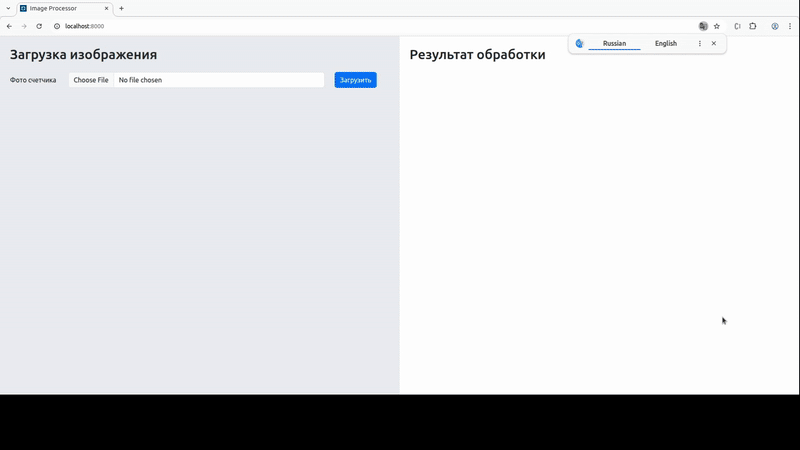 Image Processor
localhost:8000
Russian
English
Загрузка изображения
Фото счетчика
Choose File
No file chosen
Загрузить
Результат обработки